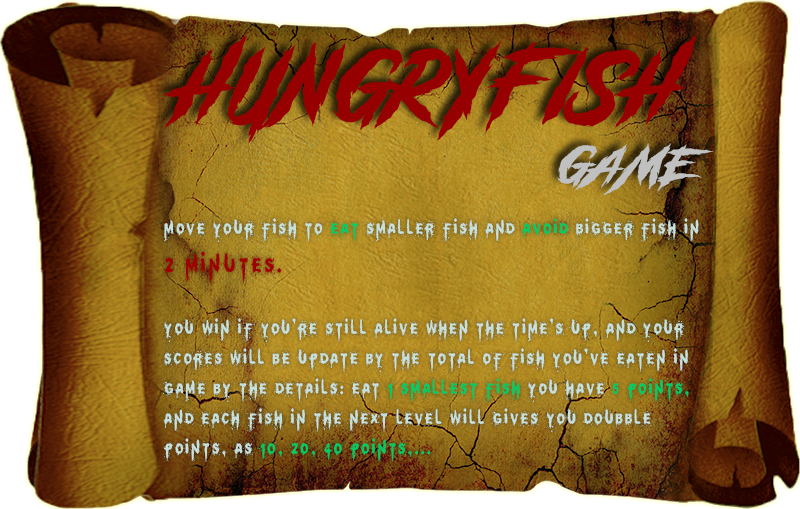 HUNGRYFISH
GAME
MOVE YOUR FISH TO EAT SMALLER FISH AND AVOID BIGGER FISH IN
2 MINUTES.
YOU WIN IF YOU'RE STILL ALIVE WHEN THE TIME'S UP, AND YOUR
SCORES WILL BE UPDATE BY THE TOTAL OF FISH YOU'VE EATEN IN
GAME BY THE DETAILS: EAT 1 SMALLEST FISH YOU HAVE 5 POINTS,
AND EACH FISH IN THE NEXT LEVEL WILL GIVES YOU DOUBBLE
POINTS, AS 10, 20, 40 POINTS,...